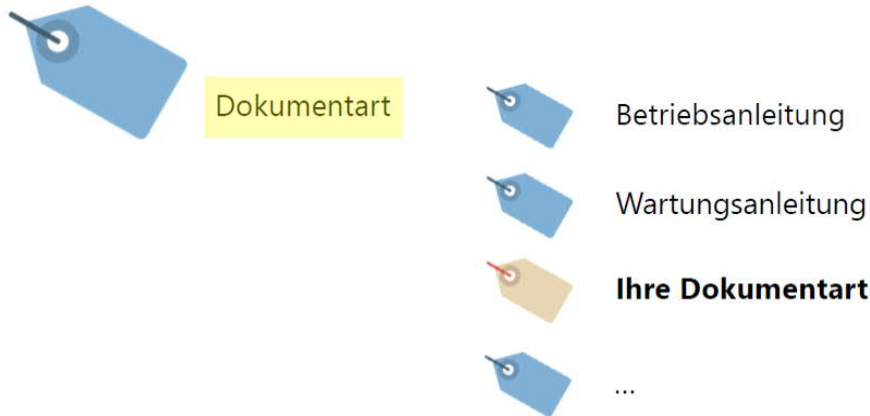 Dokumentart
Betriebsanleitung
Wartungsanleitung
Ihre Dokumentart
...